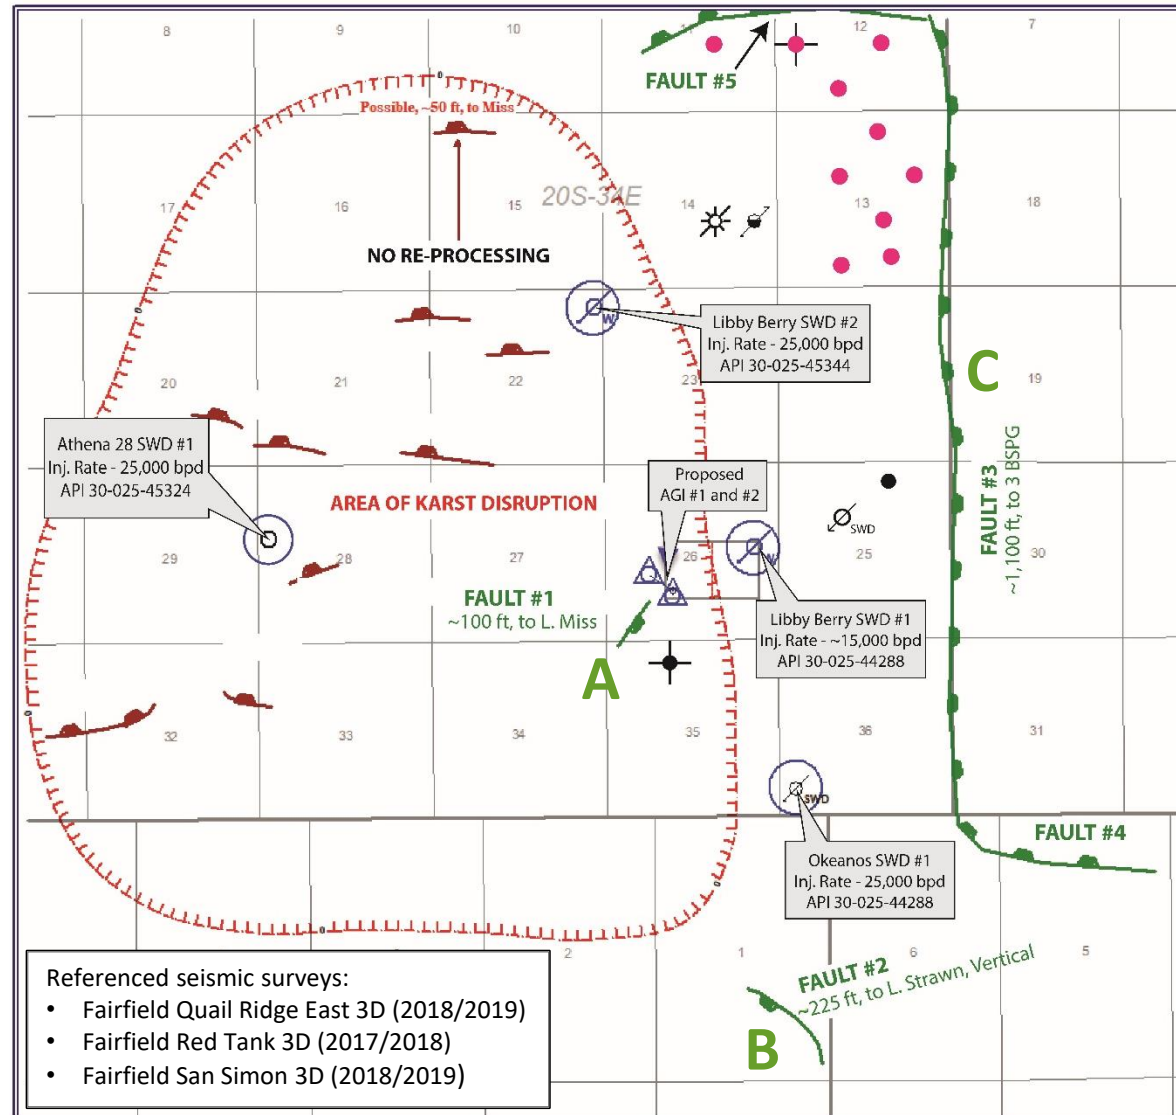 8
9
10
11
12
7
FAULT #5
0
Possible, ~50 ft, to Miss
20S-34E
17
16
15
14
13
18
NO RE-PROCESSING
0
W
Libby Berry SWD #2
Inj. Rate - 25,000 bpd
API 30-025-45344
C
20
21
22
23
19
Athena 28 SWD #1
Inj. Rate - 25,000 bpd
API 30-025-45324
Proposed
AGI #1 and #2
AREA OF KARST DISRUPTION
SWD
FAULT #3
~1,100 ft, to 3 BSPG
29
28
27
26
25
30
W
FAULT #1
~100 ft, to L. Miss
Libby Berry SWD #1
Inj. Rate - ~15,000 bpd
API 30-025-44288
A
0
32
33
34
35
36
31
SWD
FAULT #4
Okeanos SWD #1
Inj. Rate - 25,000 bpd
API 30-025-44288
0
0
2
1
6
5
FAULT #2
~225 ft, to L. Strawn, Vertical
B
Referenced seismic surveys:
• Fairfield Quail Ridge East 3D (2018/2019)
• Fairfield Red Tank 3D (2017/2018)
• Fairfield San Simon 3D (2018/2019)